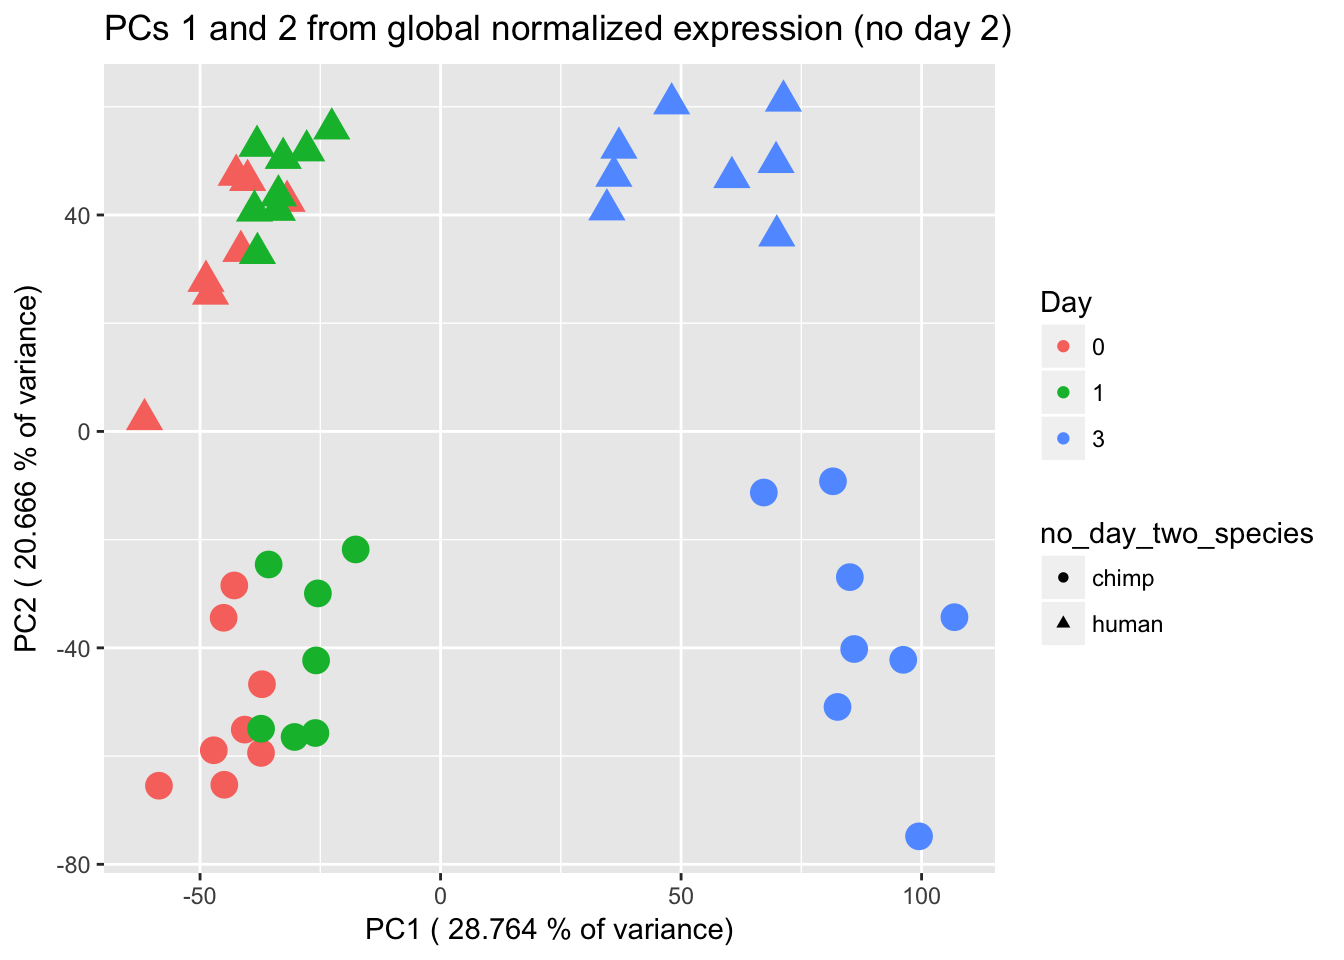 PCs 1 and 2 from global normalized expression (no day 2)
40
0
-40
-80
PC2 ( 20.666 % of variance)
-50
0
50
100
PC1 ( 28.764 % of variance)
Day
0
1
3
no_day_two_species
chimp
human